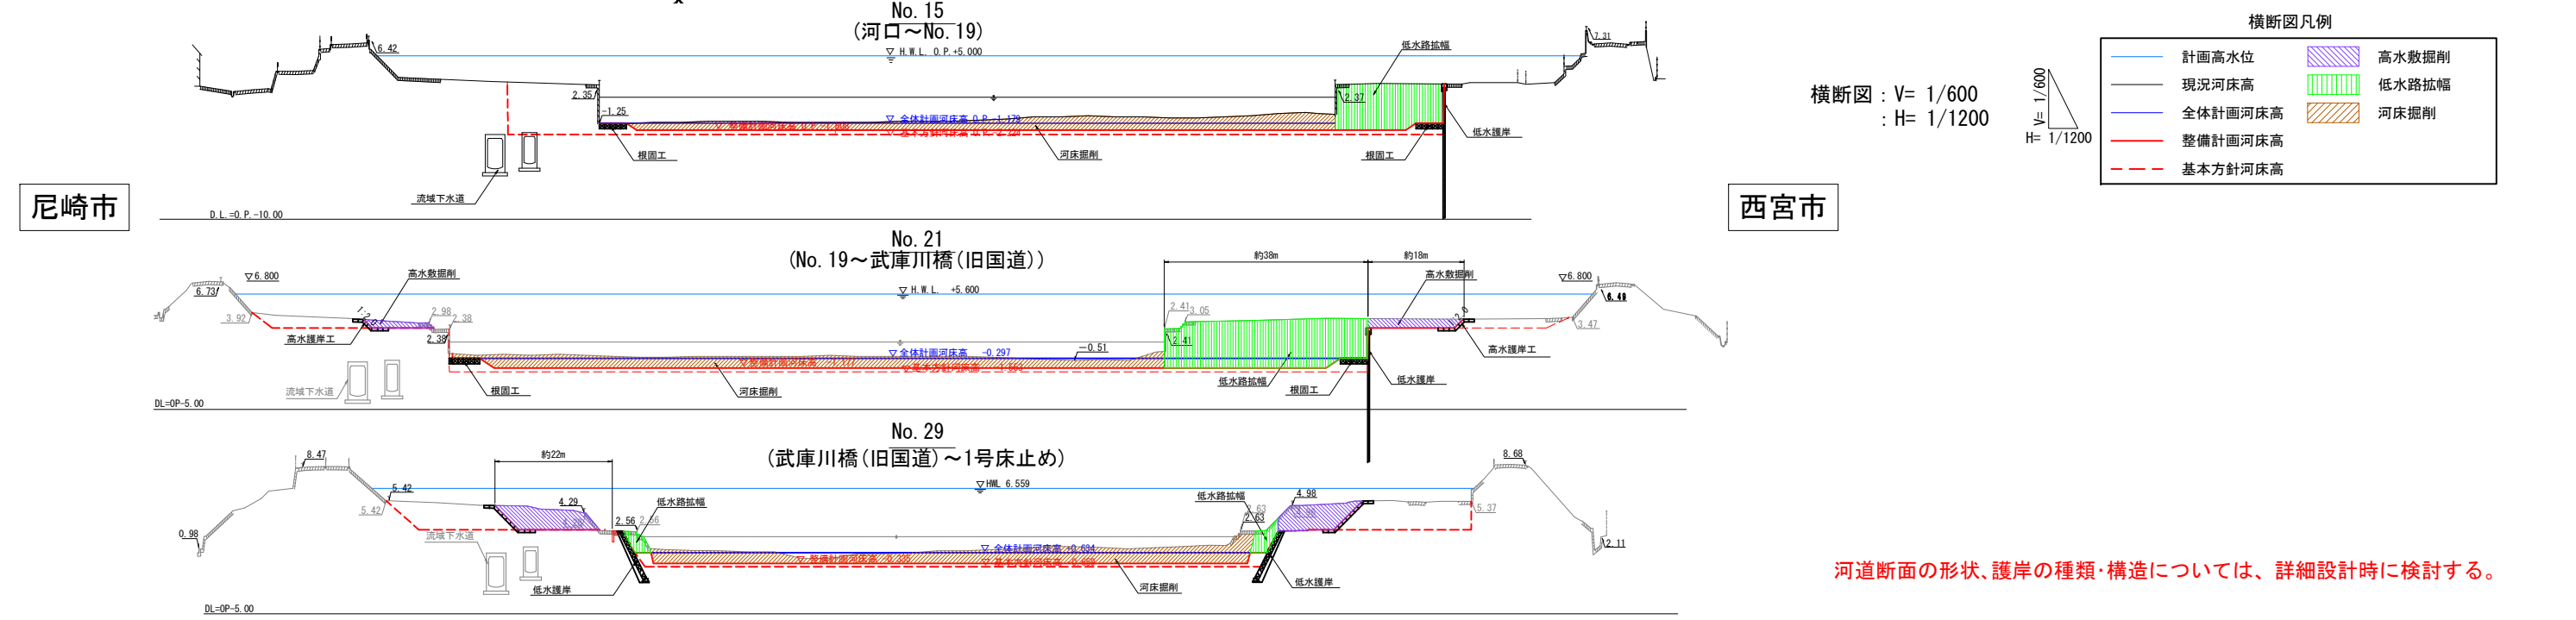 No. 15
(河口～No. 19)
6.42
H.W.L. O.P.+5.000
低水路拡幅
7.31
2.35
-1.25
2.37
全体計画河床高 O.P.-1.179
低水護岸
根固工
河床掘削
根固工
流域下水道
D.L.=O.P.-10.00
尼崎市
西宮市
横断図 : V= 1/600
: H= 1/1200
V= 1/600
H= 1/1200
横断図凡例
計画高水位
高水敷掘削
現況河床高
低水路拡幅
全体計画河床高
河床掘削
整備計画河床高
基本方針河床高
No. 21
(No. 19～武庫川橋(旧国道))
約38m
約18m
6.800
高水敷掘削
高水敷掘削
6.800
6.73
H.W.L. +5.600
6.49
3.92
2.98
2.38
2.41
3.05
3.47
高水護岸工
2.38
2.41
全体計画河床高 -0.297
-0.51
高水護岸工
流域下水道
根固工
河床掘削
低水路拡幅
根固工
低水護岸
DL=OP-5.00
No. 29
(武庫川橋(旧国道)～1号床止め)
8.47
約22m
8.68
5.42
HWL 6.559
5.42
4.29
低水路拡幅
低水路拡幅
4.98
5.37
2.56
2.56
2.63
0.98
流域下水道
全体計画河床高 +0.634
2.11
低水護岸
河床掘削
低水護岸
DL=OP-5.00
河道断面の形状、護岸の種類・構造については、詳細設計時に検討する。